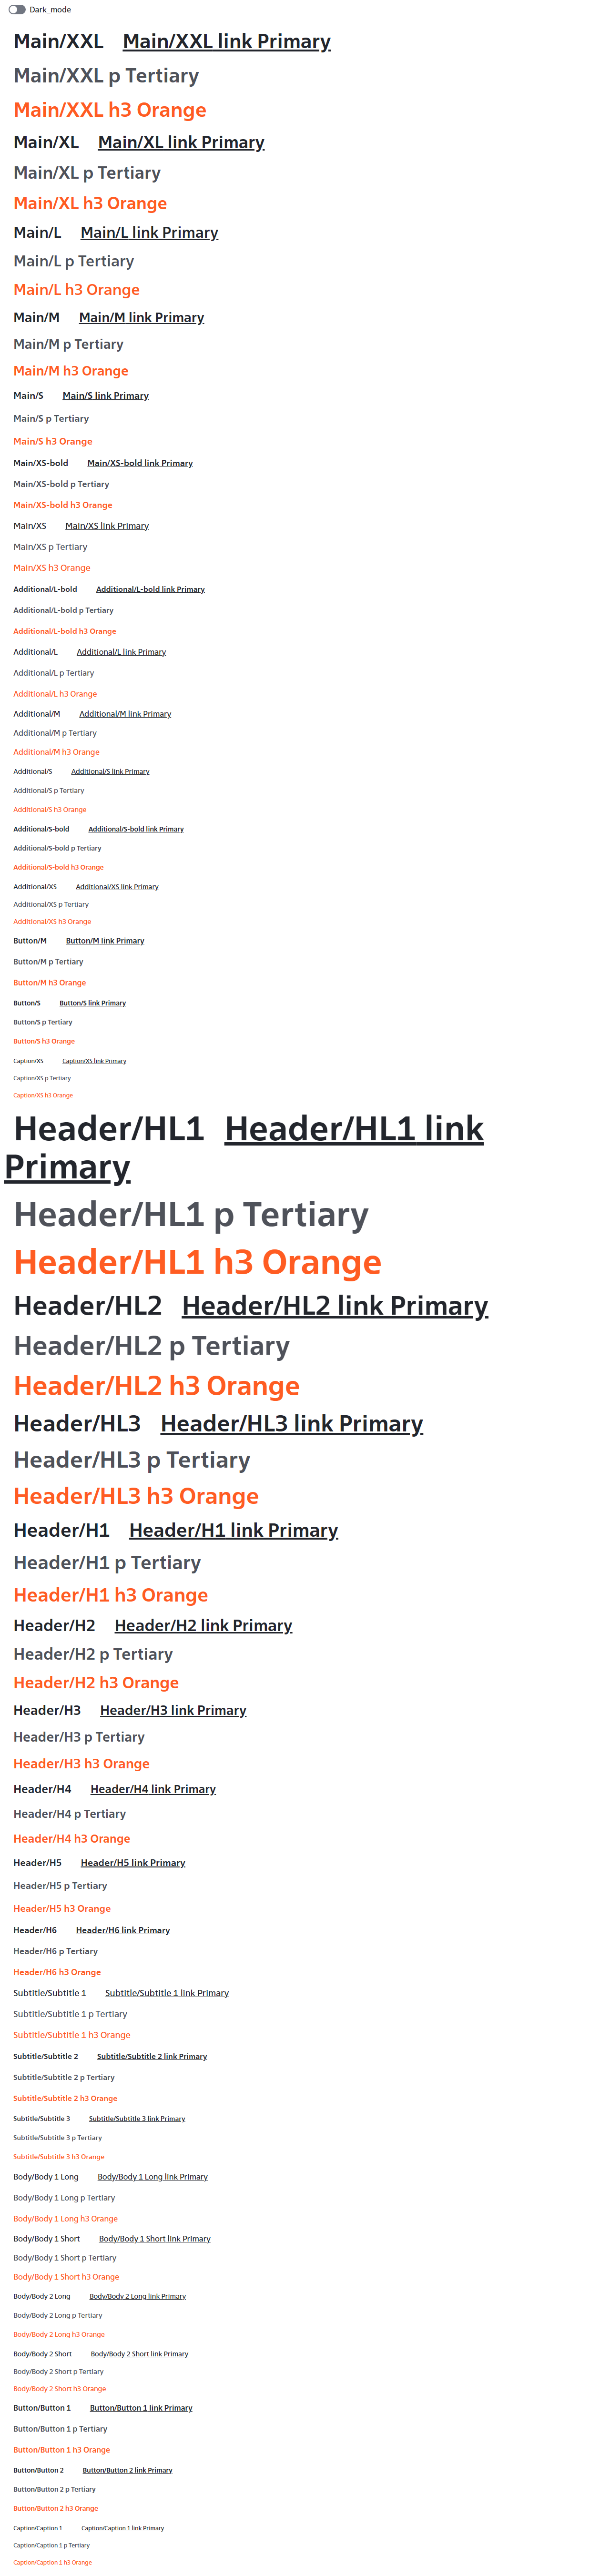 Dark_mode
Main/XXL Main/XXL link Primary
Main/XXL p Tertiary
Main/XXL h3 Orange
Main/XL Main/XL link Primary
Main/XL p Tertiary
Main/XL h3 Orange
Main/L Main/L link Primary
Main/L p Tertiary
Main/L h3 Orange
Main/M Main/M link Primary
Main/M p Tertiary
Main/M h3 Orange
Main/S Main/S link Primary
Main/S p Tertiary
Main/S h3 Orange
Main/XS-bold Main/XS-bold link Primary
Main/XS-bold p Tertiary
Main/XS-bold h3 Orange
Main/XS Main/XS link Primary
Main/XS p Tertiary
Main/XS h3 Orange
Additional/L-bold Additional/L-bold link Primary
Additional/L-bold p Tertiary
Additional/L-bold h3 Orange
Additional/L Additional/L link Primary
Additional/L p Tertiary
Additional/L h3 Orange
Additional/M Additional/M link Primary
Additional/M p Tertiary
Additional/M h3 Orange
Additional/S Additional/S link Primary
Additional/S p Tertiary
Additional/S h3 Orange
Additional/S-bold Additional/S-bold link Primary
Additional/S-bold p Tertiary
Additional/S-bold h3 Orange
Additional/XS Additional/XS link Primary
Additional/XS p Tertiary
Additional/XS h3 Orange
Button/M Button/M link Primary
Button/M p Tertiary
Button/M h3 Orange
Button/S Button/S link Primary
Button/S p Tertiary
Button/S h3 Orange
Caption/XS Caption/XS link Primary
Caption/XS p Tertiary
Caption/XS h3 Orange
Header/HL1 Header/HL1 link
Primary
Header/HL1 p Tertiary
Header/HL1 h3 Orange
Header/HL2 Header/HL2 link Primary
Header/HL2 p Tertiary
Header/HL2 h3 Orange
Header/HL3 Header/HL3 link Primary
Header/HL3 p Tertiary
Header/HL3 h3 Orange
Header/H1 Header/H1 link Primary
Header/H1 p Tertiary
Header/H1 h3 Orange
Header/H2 Header/H2 link Primary
Header/H2 p Tertiary
Header/H2 h3 Orange
Header/H3 Header/H3 link Primary
Header/H3 p Tertiary
Header/H3 h3 Orange
Header/H4 Header/H4 link Primary
Header/H4 p Tertiary
Header/H4 h3 Orange
Header/H5 Header/H5 link Primary
Header/H5 p Tertiary
Header/H5 h3 Orange
Header/H6 Header/H6 link Primary
Header/H6 p Tertiary
Header/H6 h3 Orange
Subtitle/Subtitle 1 Subtitle/Subtitle 1 link Primary
Subtitle/Subtitle 1 p Tertiary
Subtitle/Subtitle 1 h3 Orange
Subtitle/Subtitle 2 Subtitle/Subtitle 2 link Primary
Subtitle/Subtitle 2 p Tertiary
Subtitle/Subtitle 2 h3 Orange
Subtitle/Subtitle 3 Subtitle/Subtitle 3 link Primary
Subtitle/Subtitle 3 p Tertiary
Subtitle/Subtitle 3 h3 Orange
Body/Body 1 Long Body/Body 1 Long link Primary
Body/Body 1 Long p Tertiary
Body/Body 1 Long h3 Orange
Body/Body 1 Short Body/Body 1 Short link Primary
Body/Body 1 Short p Tertiary
Body/Body 1 Short h3 Orange
Body/Body 2 Long Body/Body 2 Long link Primary
Body/Body 2 Long p Tertiary
Body/Body 2 Long h3 Orange
Body/Body 2 Short Body/Body 2 Short link Primary
Body/Body 2 Short p Tertiary
Body/Body 2 Short h3 Orange
Button/Button 1 Button/Button 1 link Primary
Button/Button 1 p Tertiary
Button/Button 1 h3 Orange
Button/Button 2 Button/Button 2 link Primary
Button/Button 2 p Tertiary
Button/Button 2 h3 Orange
Caption/Caption 1 Caption/Caption 1 link Primary
Caption/Caption 1 p Tertiary
Caption/Caption 1 h3 Orange